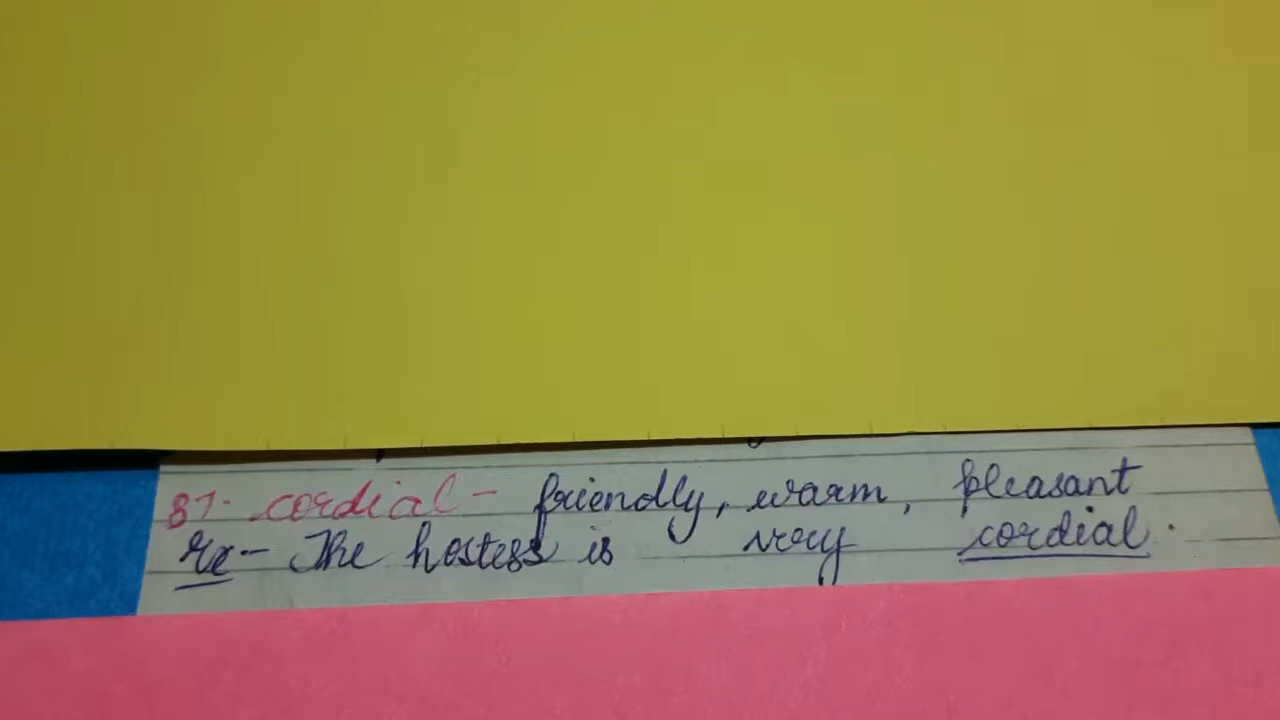 87. cordial - friendly, warm, pleasant
Ex - The hostess is very cordial.